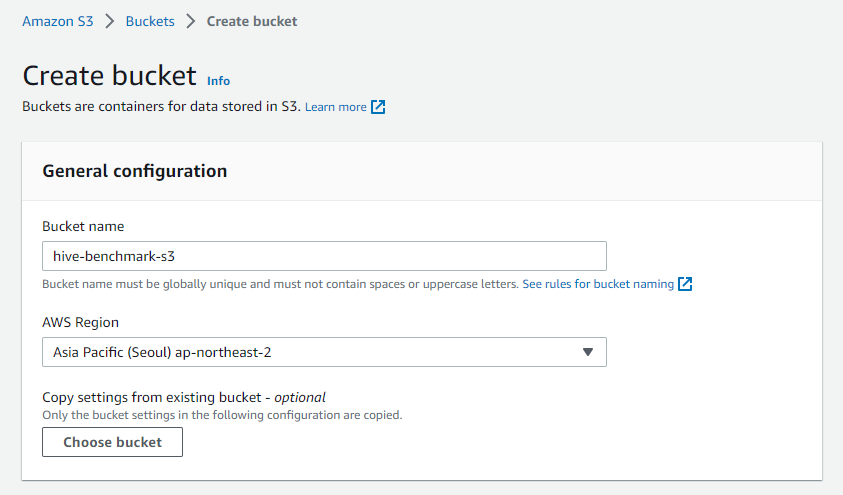 Amazon S3 > Buckets > Create bucket
Create bucket Info
Buckets are containers for data stored in S3. Learn more
General configuration
Bucket name
hive-benchmark-s3
Bucket name must be globally unique and must not contain spaces or uppercase letters. See rules for bucket naming
AWS Region
Asia Pacific (Seoul) ap-northeast-2
Copy settings from existing bucket - optional
Only the bucket settings in the following configuration are copied.
Choose bucket